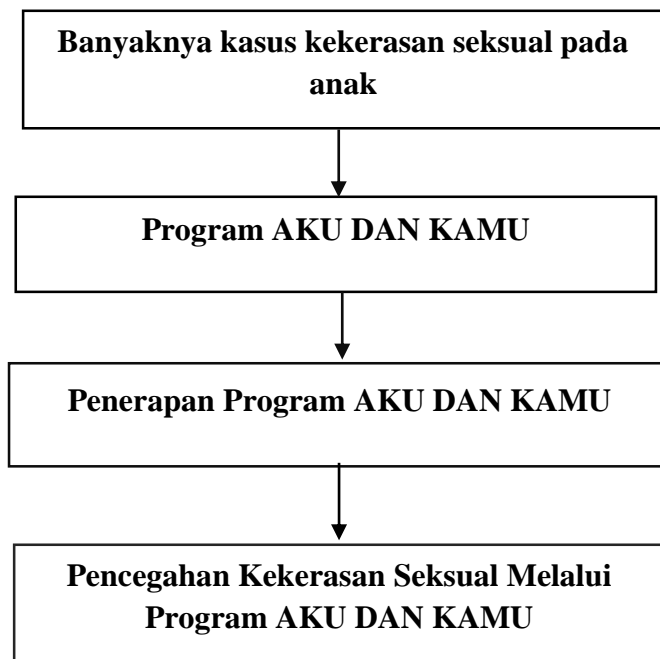 Banyaknya kasus kekerasan seksual pada
anak
Program AKU DAN KAMU
Penerapan Program AKU DAN KAMU
Pencegahan Kekerasan Seksual Melalui
Program AKU DAN KAMU